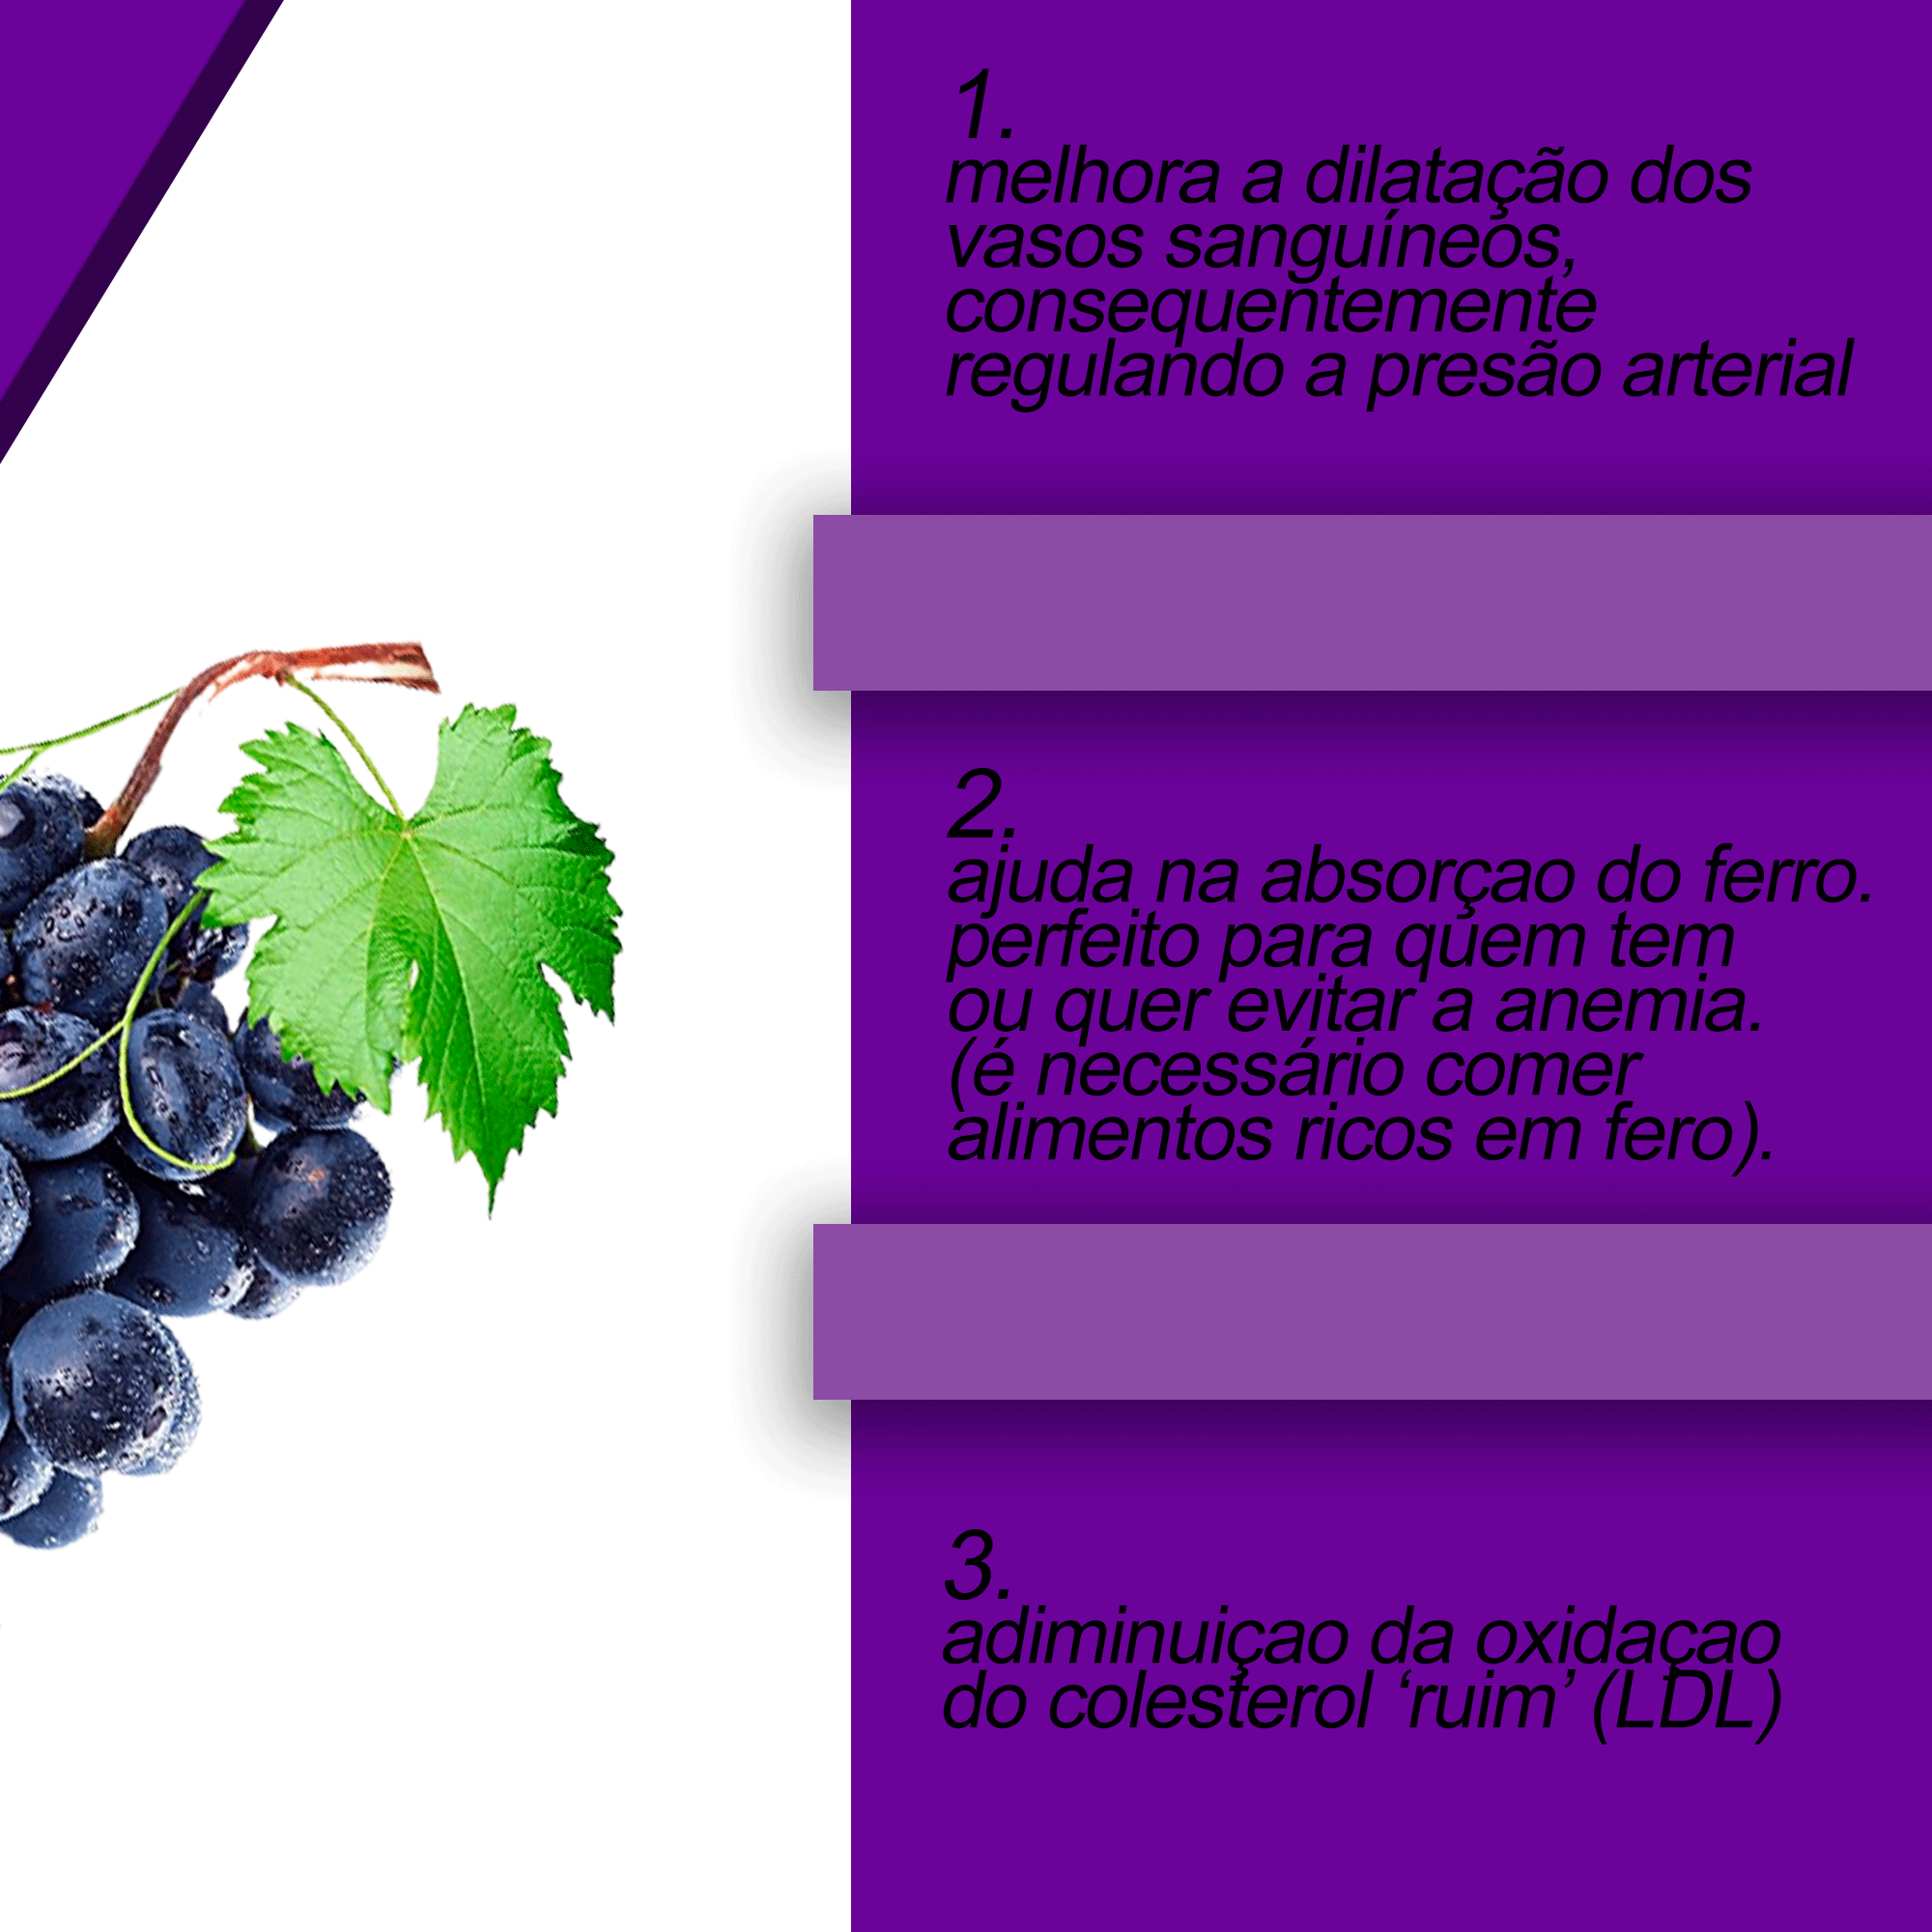 1.
melhora a dilatação dos
vasos sanguíneos,
consequentemente
regulando a presão arterial
2.
ajuda na absorçao do ferro.
perfeito para quem tem
ou quer evitar a anemia.
(é necessário comer
alimentos ricos em fero).
3.
adiminuiçao da oxidaçao
do colesterol ‘ruim’ (LDL)